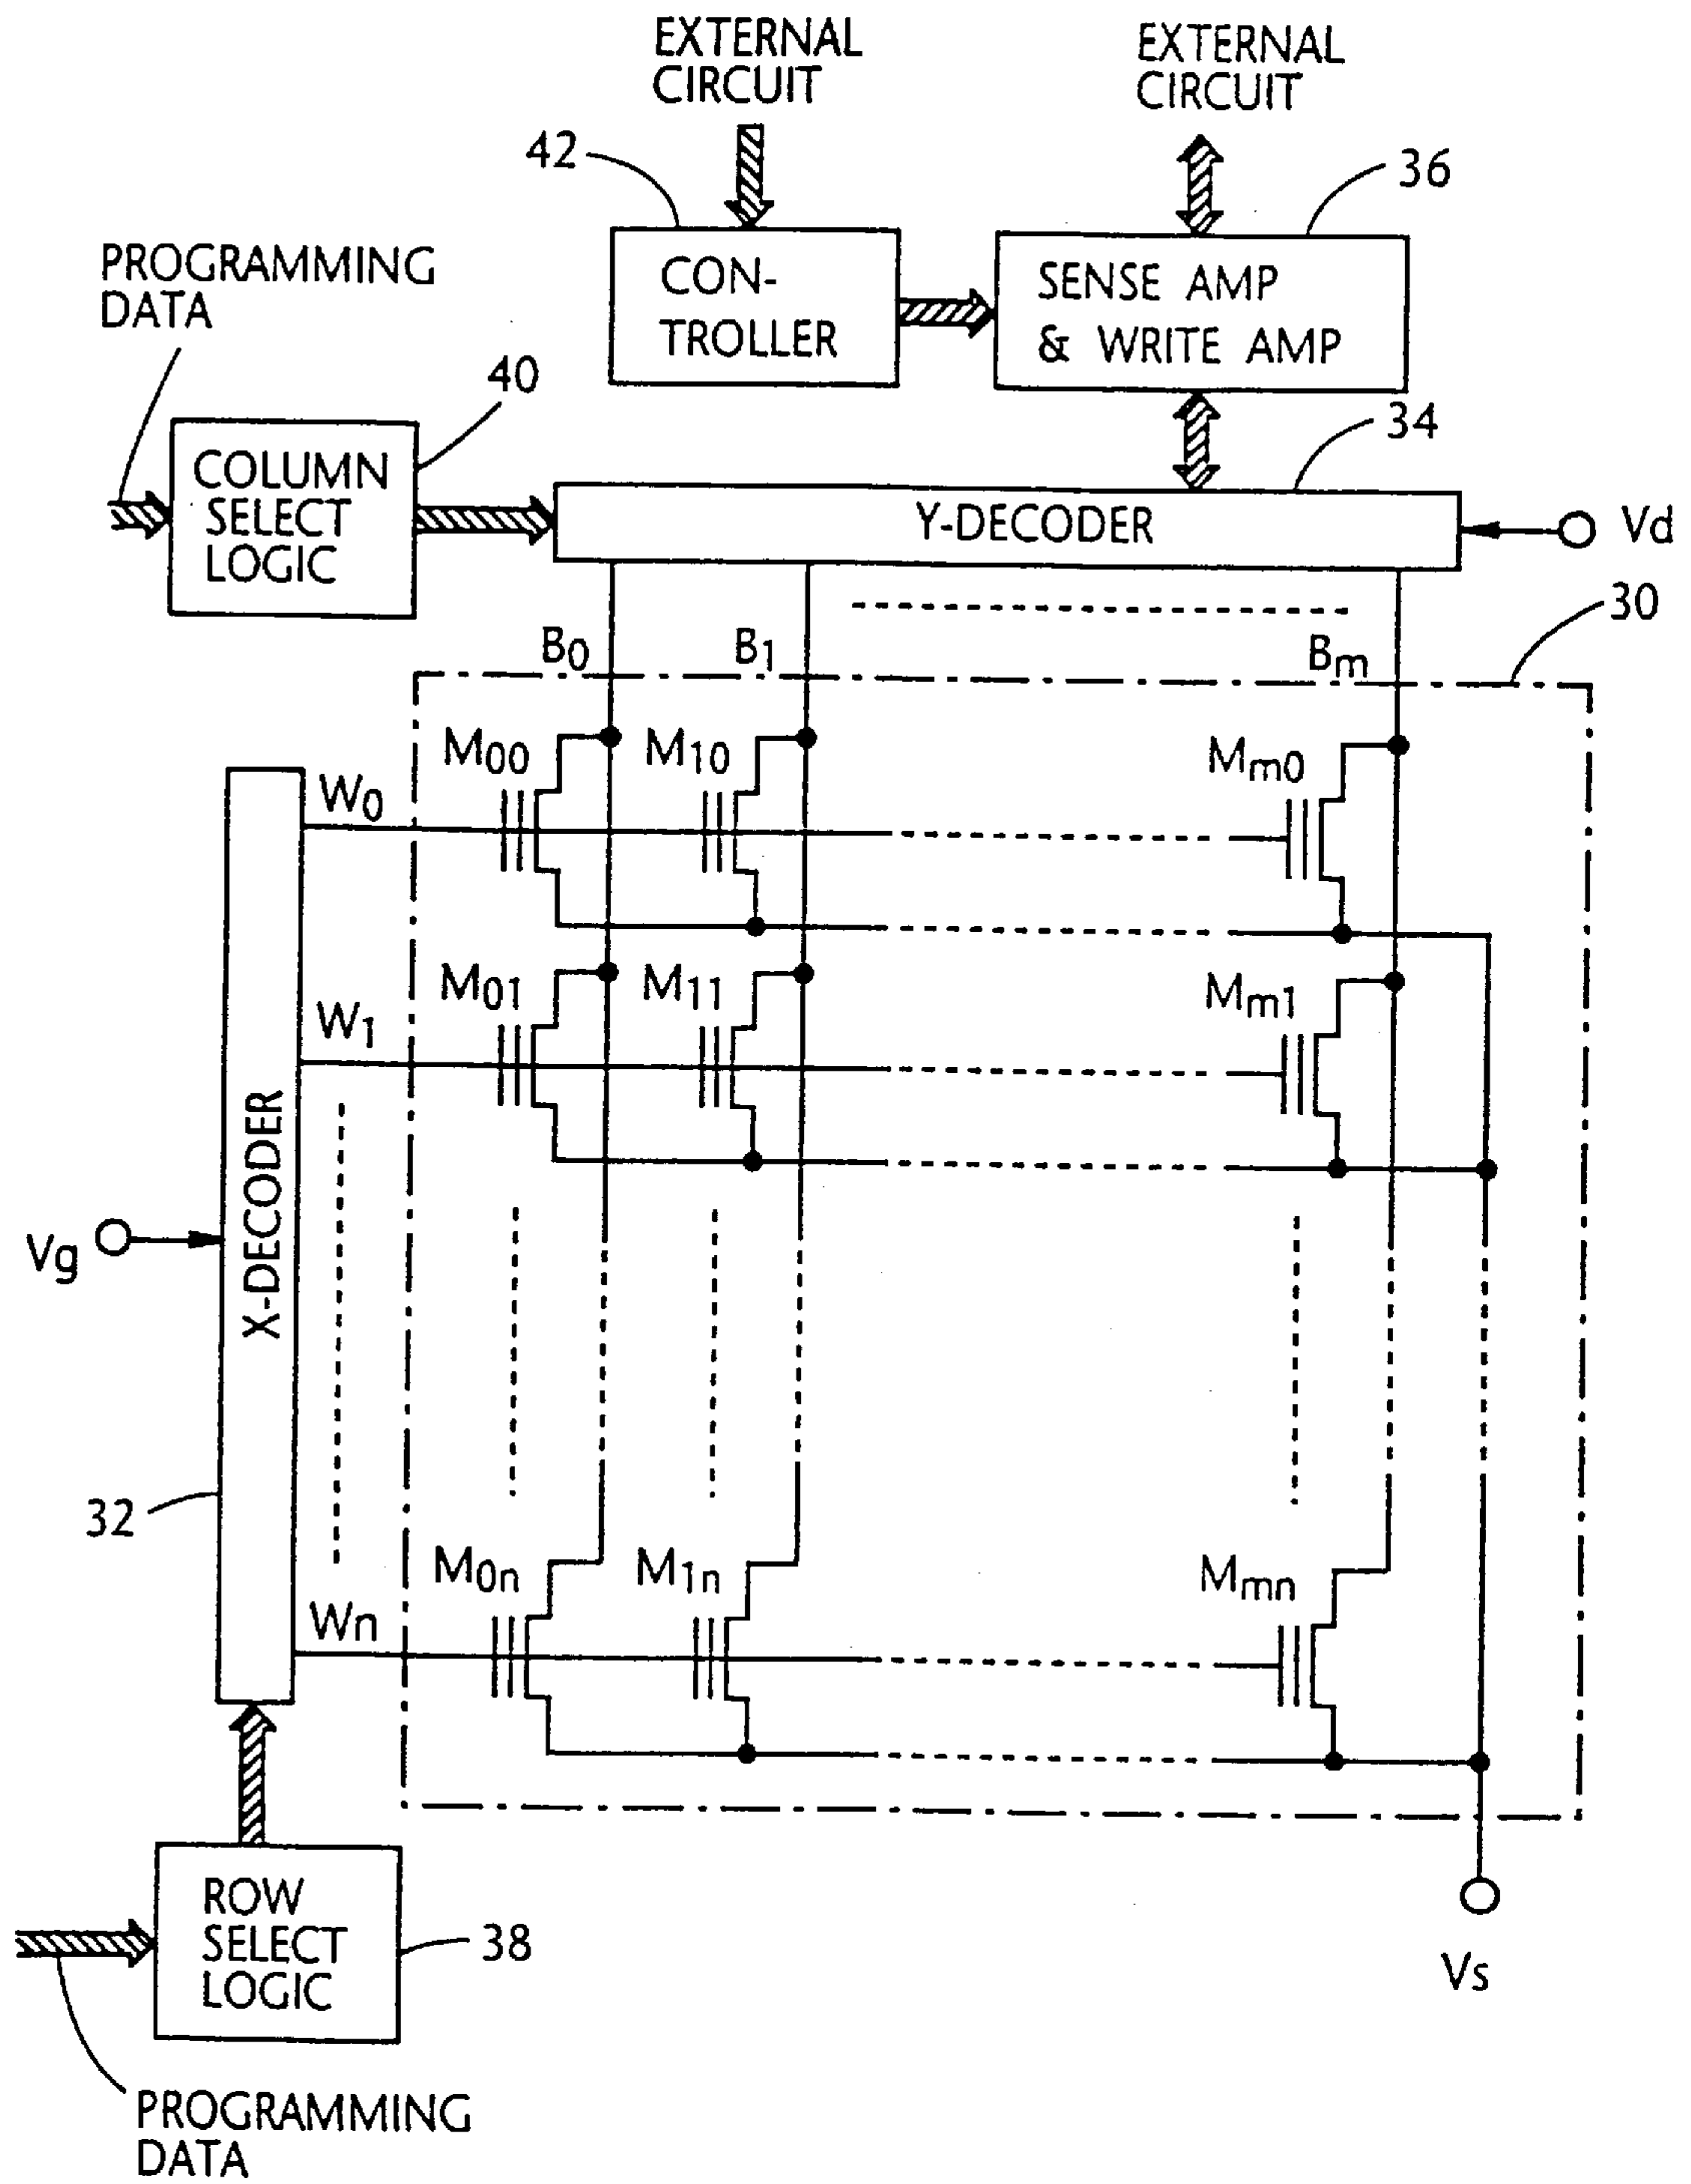 EXTERNAL
CIRCUIT
EXTERNAL
CIRCUIT
42
36
PROGRAMMING
DATA
CON-
TROLLER
SENSE AMP
& WRITE AMP
40
34
COLUMN
SELECT
LOGIC
Y-DECODER
Vd
30
B0
B1
Bm
M00
M10
Mm0
W0
M01
M11
Mm1
W1
X-DECODER
Vg
32
M0n
M1n
Mmn
Wn
ROW
SELECT
LOGIC
38
Vs
PROGRAMMING
DATA